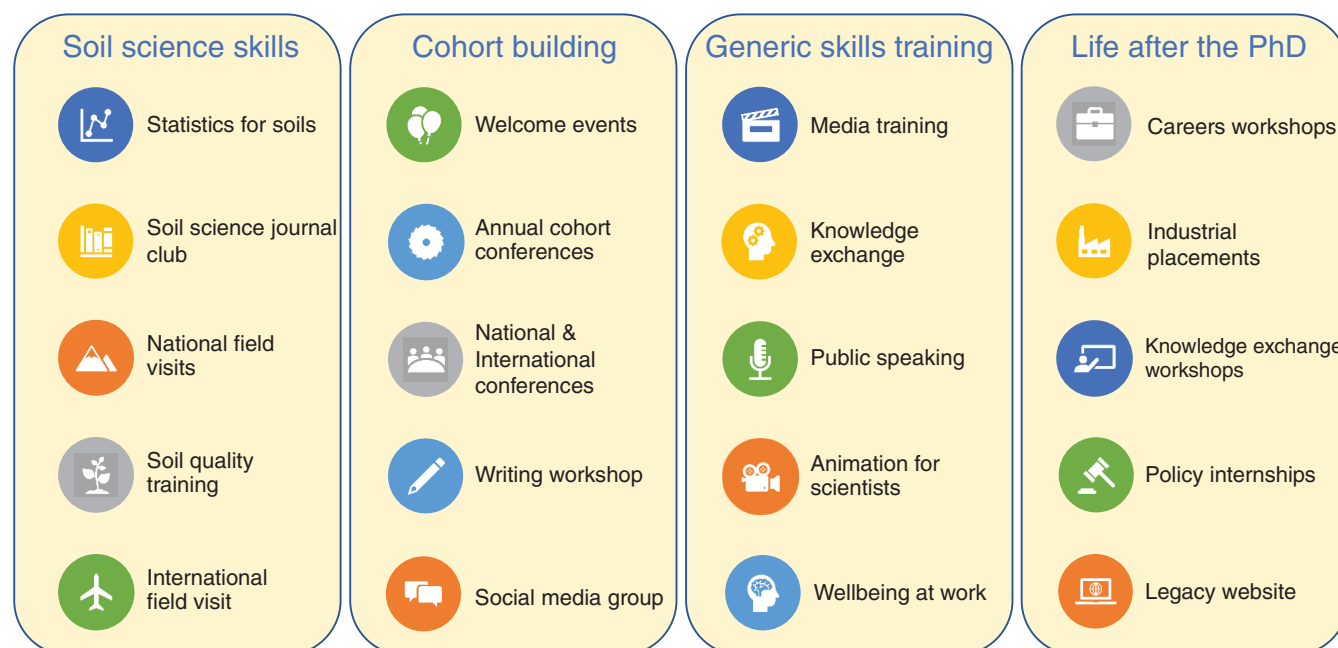 Soil science skills
Statistics for soils
Soil science journal
club
National field
visits
Soil quality
training
International
field visit
Cohort building
Welcome events
Annual cohort
conferences
National &
International
conferences
Writing workshop
Social media group
Generic skills training
Media training
Knowledge
exchange
Public speaking
Animation for
scientists
Wellbeing at work
Life after the PhD
Careers workshops
Industrial
placements
Knowledge exchange
workshops
Policy internships
Legacy website